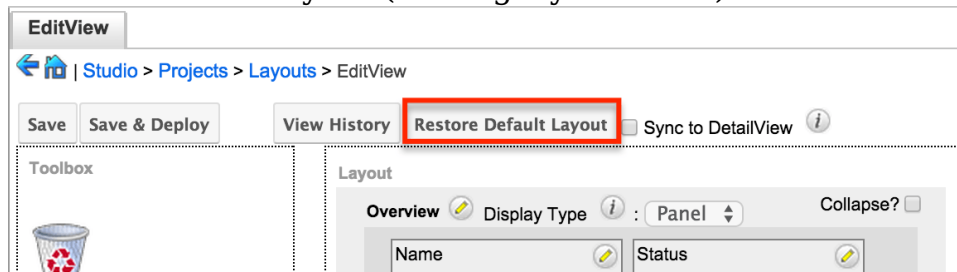 EditView
| Studio > Projects > Layouts > EditView
Save Save & Deploy View History Restore Default Layout Sync to DetailView i
Toolbox
Layout
Overview Display Type i : Panel Collapse?
Name Status